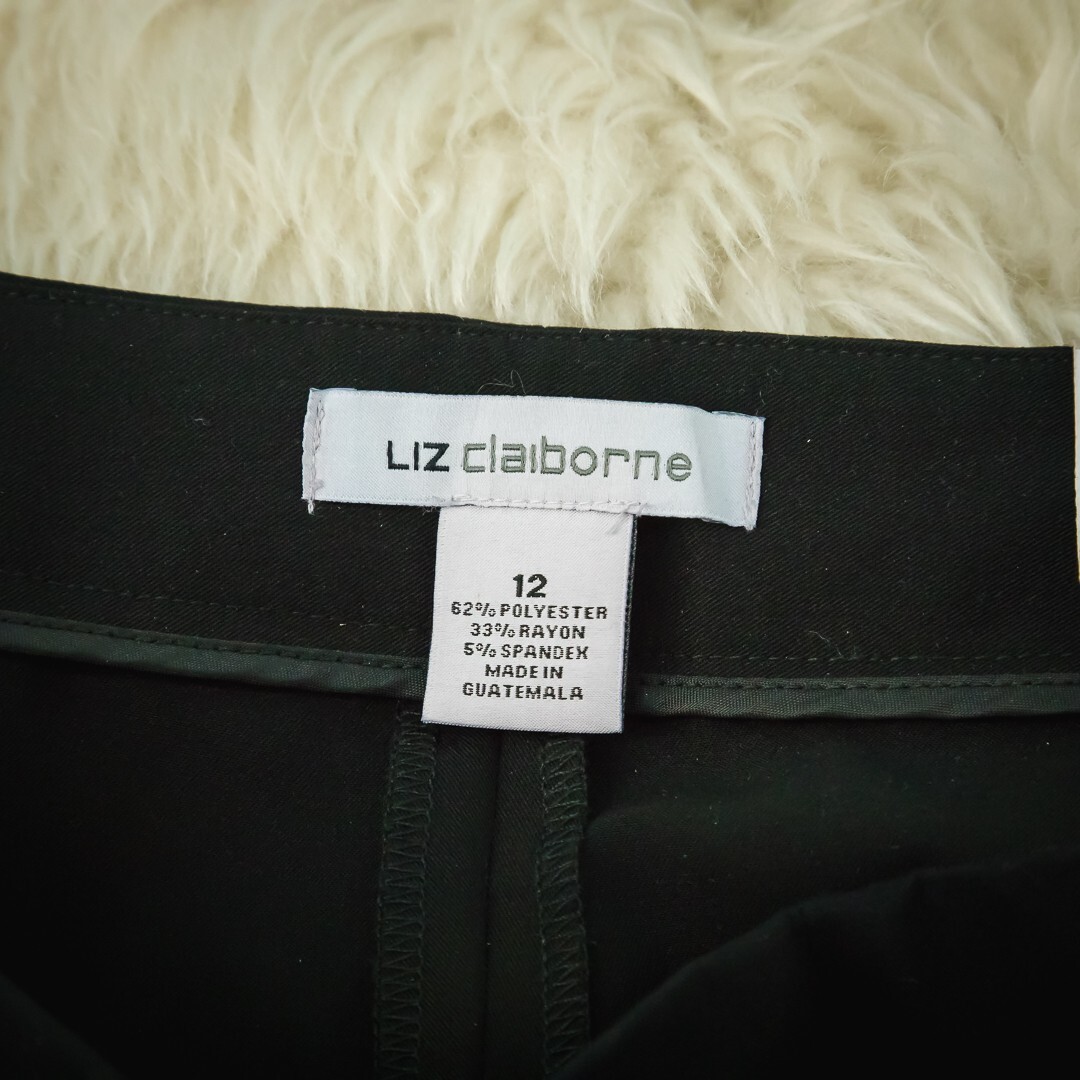 LIZ claiborne
12
62% POLYESTER
33% RAYON
5% SPANDEX
MADE IN
GUATEMALA